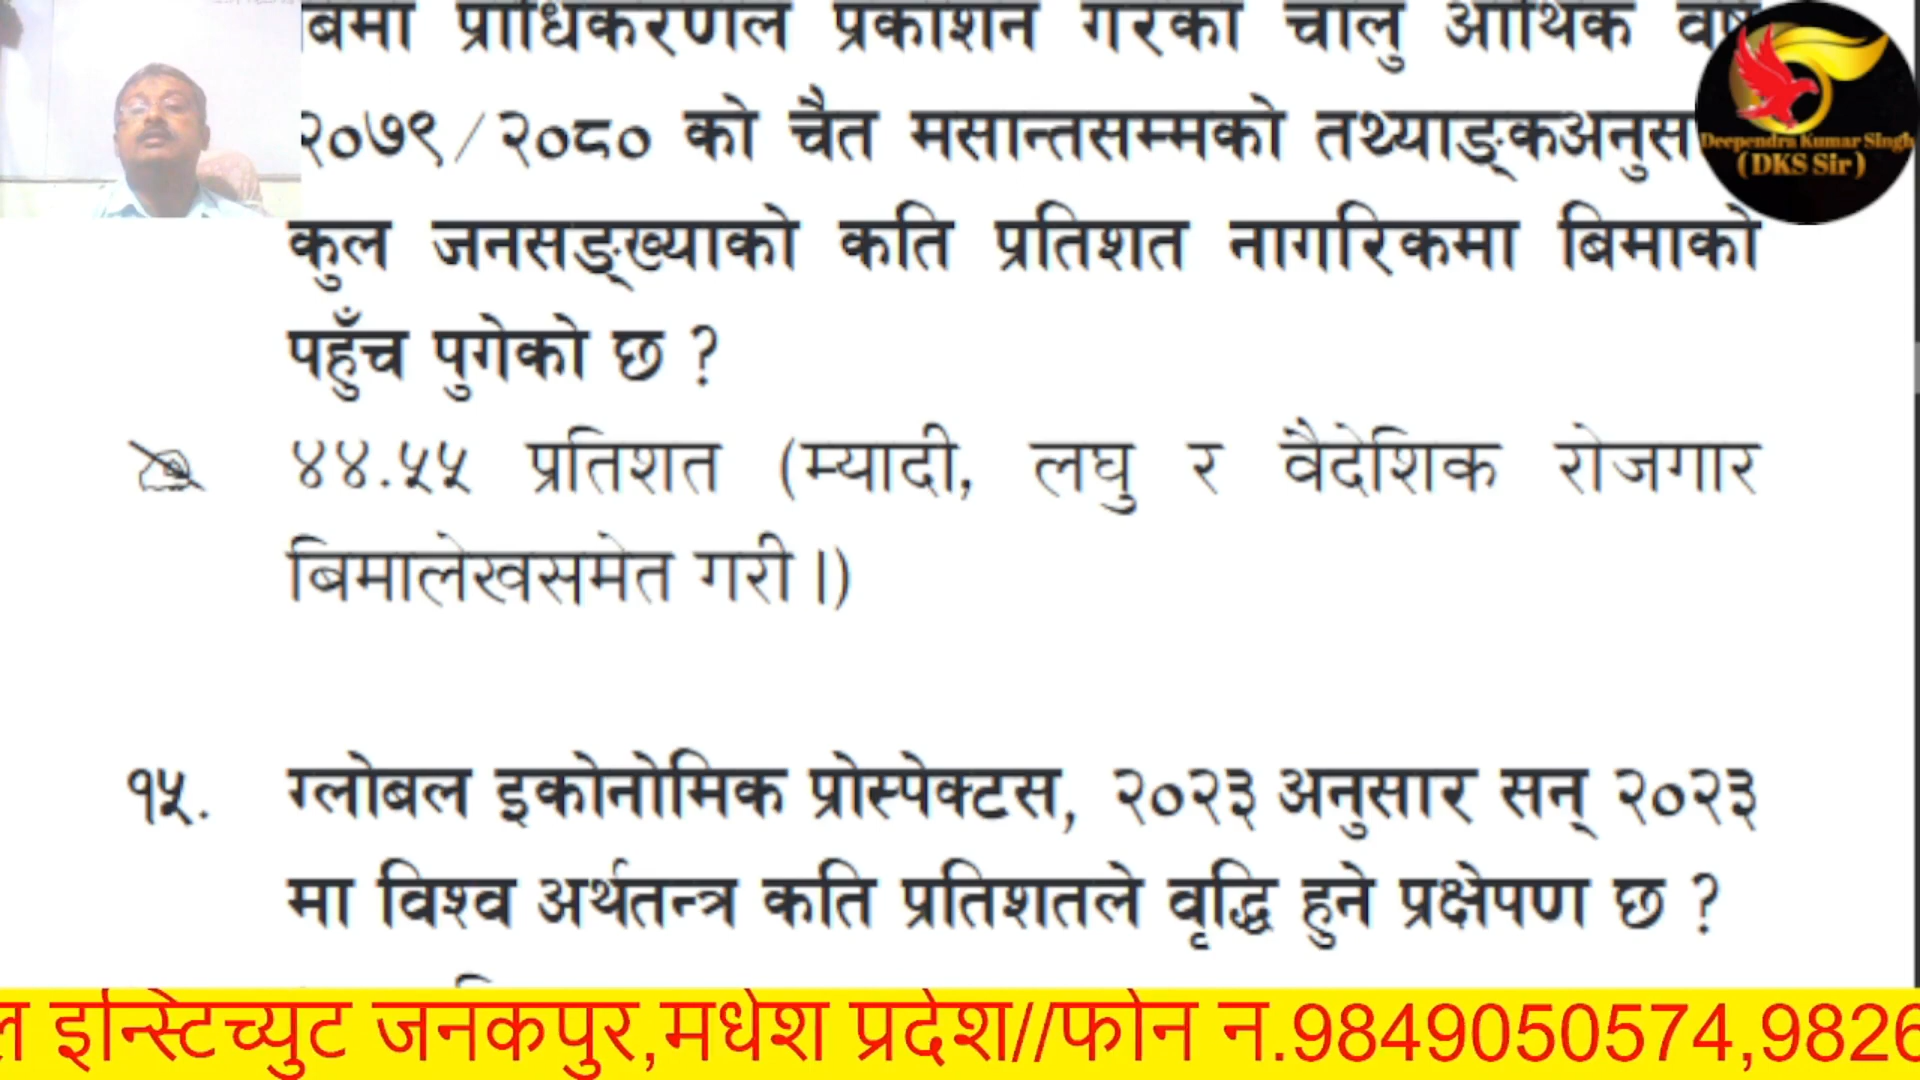 बिमा प्राधिकरणले प्रकाशन गरेको चालु आर्थिक वर्ष
२०७९/२०८० को चैत मसान्तसम्मको तथ्याङ्कअनुसा
Deependra Kumar Singh
(DKS Sir)
कुल जनसङ्ख्याको कति प्रतिशत नागरिकमा बिमाको
पहुँच पुगेको छ ?
४४.५५ प्रतिशत (म्यादी, लघु र वैदेशिक रोजगार
बिमालेखसमेत गरी।)
१५. ग्लोबल इकोनोमिक प्रोस्पेक्टस, २०२३ अनुसार सन् २०२३
मा विश्व अर्थतन्त्र कति प्रतिशतले वृद्धि हुने प्रक्षेपण छ ?
ल इन्स्टिच्युट जनकपुर,मधेश प्रदेश//फोन न.9849050574,9826